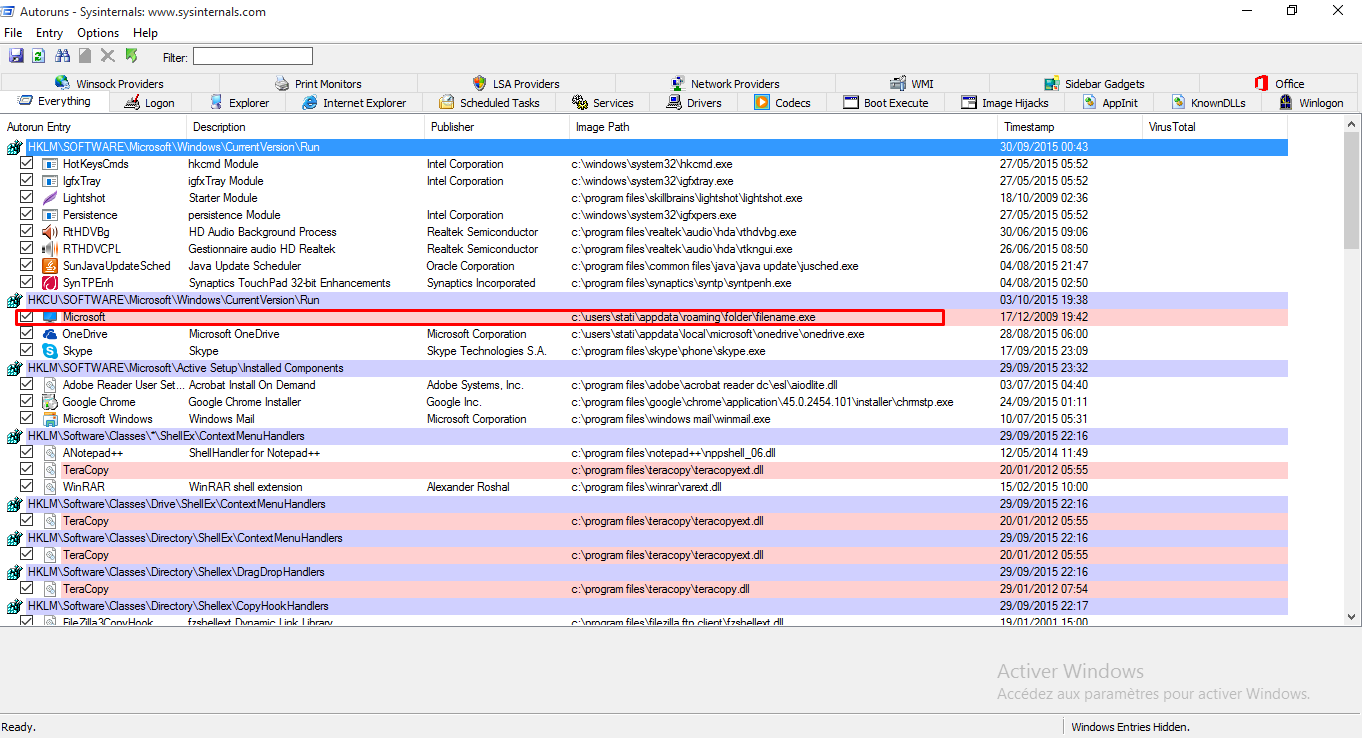 Autoruns - Sysinternals: www.sysinternals.com
File Entry Options Help
Filter:
Winsock Providers Print Monitors LSA Providers Network Providers WMI Sidebar Gadgets Office
Everything Logon Explorer Internet Explorer Scheduled Tasks Services Drivers Codecs Boot Execute Image Hijacks AppInit KnownDLLs Winlogon
Autorun Entry Description Publisher Image Path Timestamp VirusTotal
HKLM\SOFTWARE\Microsoft\Windows\CurrentVersion\Run 30/09/2015 00:43
HotKeysCmds hkcmd Module Intel Corporation c:\windows\system32\hkcmd.exe 27/05/2015 05:52
IgfxTray igfxTray Module Intel Corporation c:\windows\system32\igfxtray.exe 27/05/2015 05:52
Lightshot Starter Module c:\program files\skillbrains\lightshot\lightshot.exe 18/10/2009 02:36
Persistence persistence Module Intel Corporation c:\windows\system32\igfxpers.exe 27/05/2015 05:52
RtHDVBg HD Audio Background Process Realtek Semiconductor c:\program files\realtek\audio\hda\rthdvbg.exe 30/06/2015 09:06
RTHDVCPL Gestionnaire audio HD Realtek Realtek Semiconductor c:\program files\realtek\audio\hda\rtkngui.exe 26/06/2015 08:50
SunJavaUpdateSched Java Update Scheduler Oracle Corporation c:\program files\common files\java\java update\jusched.exe 04/08/2015 21:47
SynTPEnh Synaptics TouchPad 32-bit Enhancements Synaptics Incorporated c:\program files\synaptics\syntp\syntpenh.exe 04/08/2015 02:50
HKCU\SOFTWARE\Microsoft\Windows\CurrentVersion\Run 03/10/2015 19:38
Microsoft c:\users\stati\appdata\roaming\folder\filename.exe 17/12/2009 19:42
OneDrive Microsoft OneDrive Microsoft Corporation c:\users\stati\appdata\local\microsoft\onedrive\onedrive.exe 28/08/2015 06:00
Skype Skype Skype Technologies S.A. c:\program files\skype\phone\skype.exe 17/09/2015 23:09
HKLM\SOFTWARE\Microsoft\Active Setup\Installed Components 29/09/2015 23:32
Adobe Reader User Set... Acrobat Install On Demand Adobe Systems, Inc. c:\program files\adobe\acrobat reader dc\esl\aiodlite.dll 03/07/2015 04:40
Google Chrome Google Chrome Installer Google Inc. c:\program files\google\chrome\application\45.0.2454.101\installer\chrmstp.exe 24/09/2015 01:11
Microsoft Windows Windows Mail Microsoft Corporation c:\program files\windows mail\winmail.exe 10/07/2015 05:31
HKLM\Software\Classes\*\ShellEx\ContextMenuHandlers 29/09/2015 22:16
ANotepad++ ShellHandler for Notepad++ c:\program files\notepad++\nppshell_06.dll 12/05/2014 11:49
TeraCopy c:\program files\teracopy\teracopyext.dll 20/01/2012 05:55
WinRAR WinRAR shell extension Alexander Roshal c:\program files\winrar\rarext.dll 15/02/2015 10:00
HKLM\Software\Classes\Drive\ShellEx\ContextMenuHandlers 29/09/2015 22:16
TeraCopy c:\program files\teracopy\teracopyext.dll 20/01/2012 05:55
HKLM\Software\Classes\Directory\ShellEx\ContextMenuHandlers 29/09/2015 22:16
TeraCopy c:\program files\teracopy\teracopyext.dll 20/01/2012 05:55
HKLM\Software\Classes\Directory\Shellex\DragDropHandlers 29/09/2015 22:16
TeraCopy c:\program files\teracopy\teracopy.dll 29/01/2012 07:54
HKLM\Software\Classes\Directory\Shellex\CopyHookHandlers 29/09/2015 22:17
FileZilla3CopyHook fzshellext Dynamic Link Library c:\program files\filezilla ftp client\fzshellext.dll 19/01/2001 15:00
Activer Windows
Accédez aux paramètres pour activer Windows.
Ready. Windows Entries Hidden.